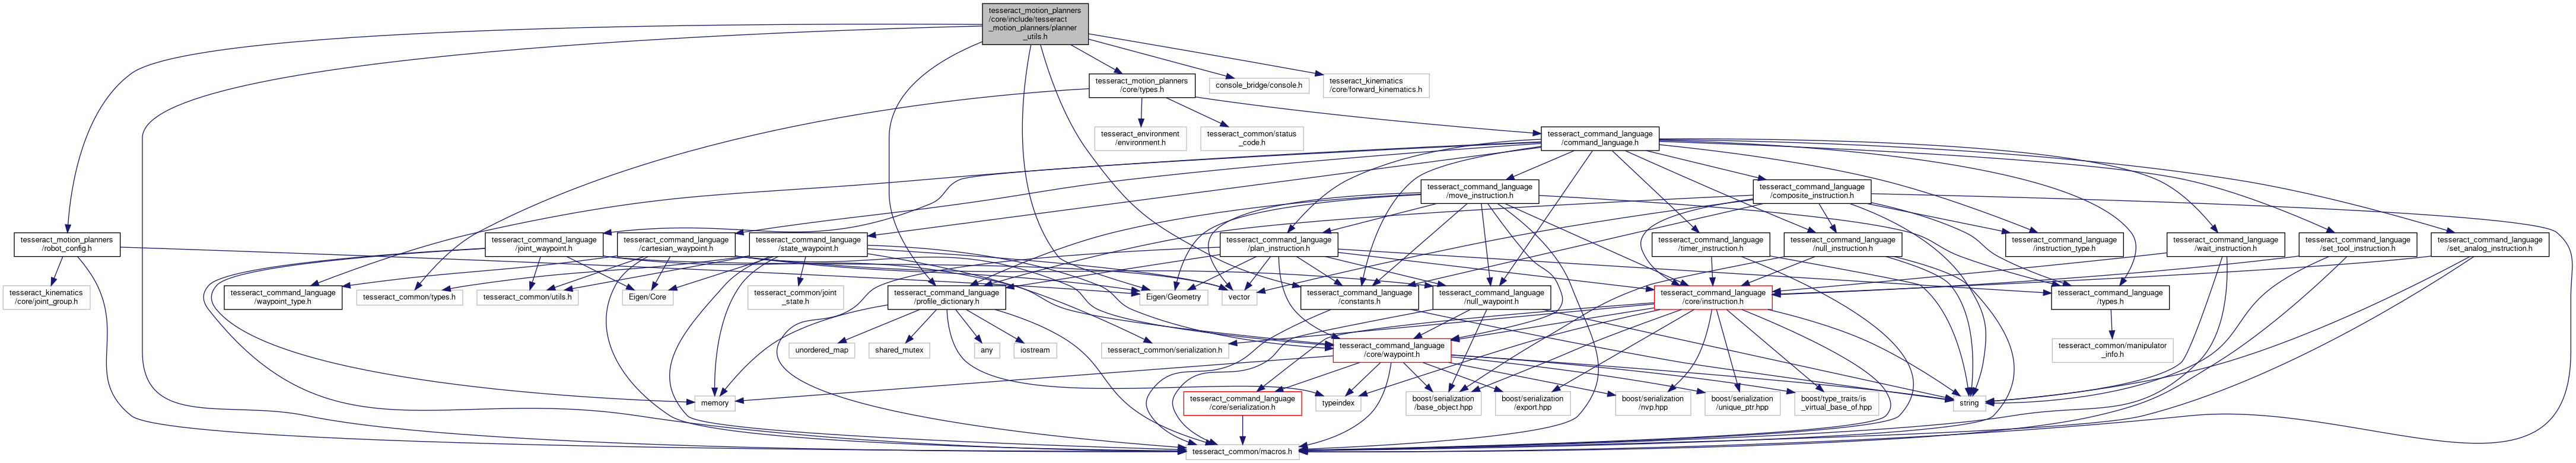 tesseract_motion_planners
/core/include/tesseract
_motion_planners/planner
_utils.h
tesseract_motion_planners
/core/types.h
console_bridge/console.h
tesseract_kinematics
/core/forward_kinematics.h
tesseract_environment
/environment.h
tesseract_common/status
_code.h
tesseract_command_language
/command_language.h
tesseract_command_language
/move_instruction.h
tesseract_command_language
/composite_instruction.h
tesseract_motion_planners
/robot_config.h
tesseract_command_language
/joint_waypoint.h
tesseract_command_language
/cartesian_waypoint.h
tesseract_command_language
/state_waypoint.h
tesseract_command_language
/plan_instruction.h
tesseract_command_language
/timer_instruction.h
tesseract_command_language
/null_instruction.h
tesseract_command_language
/instruction_type.h
tesseract_command_language
/wait_instruction.h
tesseract_command_language
/set_tool_instruction.h
tesseract_command_language
/set_analog_instruction.h
tesseract_kinematics
/core/joint_group.h
tesseract_command_language
/waypoint_type.h
tesseract_common/types.h
tesseract_common/utils.h
Eigen/Core
tesseract_common/joint
_state.h
tesseract_command_language
/profile_dictionary.h
Eigen/Geometry
vector
tesseract_command_language
/constants.h
tesseract_command_language
/null_waypoint.h
tesseract_command_language
/core/instruction.h
tesseract_command_language
/types.h
unordered_map
shared_mutex
any
iostream
tesseract_common/serialization.h
tesseract_command_language
/core/waypoint.h
tesseract_common/manipulator
_info.h
memory
tesseract_command_language
/core/serialization.h
typeindex
boost/serialization
/base_object.hpp
boost/serialization
/export.hpp
boost/serialization
/nvp.hpp
boost/serialization
/unique_ptr.hpp
boost/type_traits/is
_virtual_base_of.hpp
string
tesseract_common/macros.h